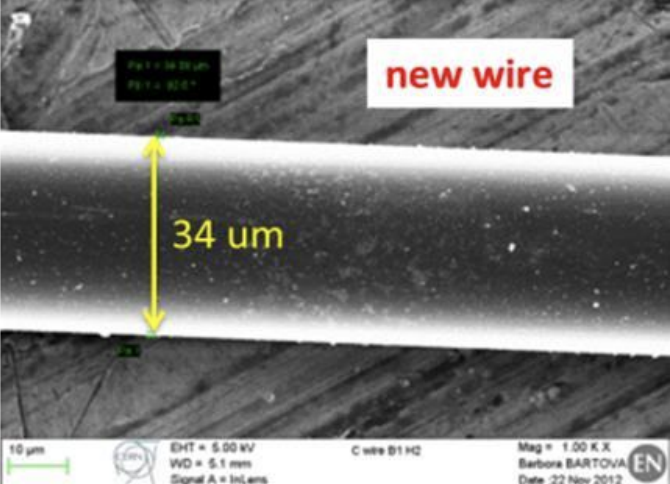 new wire
34 um
10 µm
CERN
EHT = 5.00 kV
WD = 5.1 mm
Signal A = InLens
C wire B1 H2
Mag = 1.00 K X
Barbora BARTOVA
Date :22 Nov 2012
EN